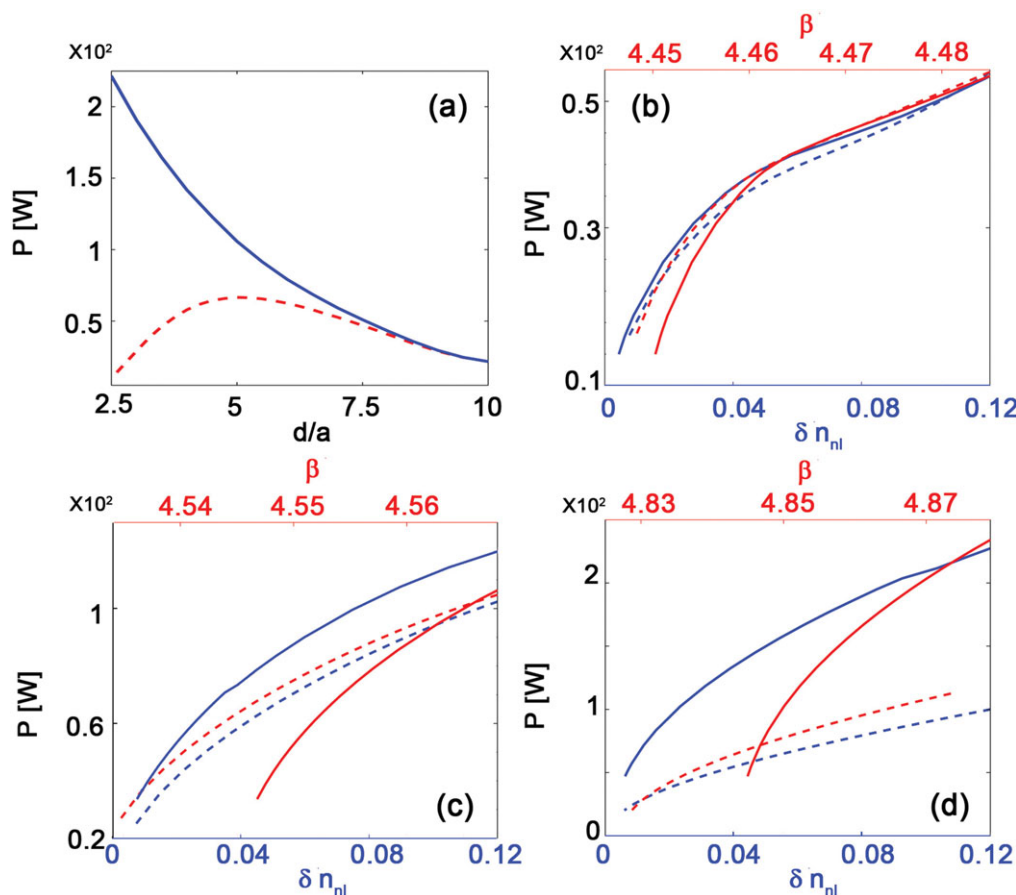 X10²
2
1.5
1
0.5
P [W]
(a)
2.5 5 7.5 10
d/a
β
4.45 4.46 4.47 4.48
X10²
0.5
0.3
0.1
P [W]
(b)
0 0.04 0.08 0.12
δ n_nl
β
4.54 4.55 4.56
X10²
1
0.6
0.2
P [W]
(c)
0 0.04 0.08 0.12
δ n_nl
β
4.83 4.85 4.87
X10²
2
1
0
P [W]
(d)
0 0.04 0.08 0.12
δ n_nl